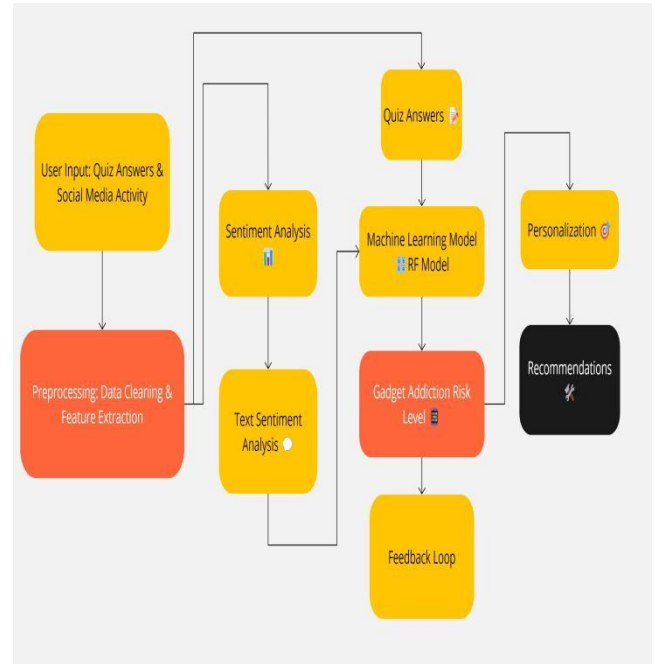 User Input: Quiz Answers &
Social Media Activity
Preprocessing: Data Cleaning &
Feature Extraction
Sentiment Analysis
📊
Text Sentiment
Analysis 💬
Quiz Answers 📝
Machine Learning Model
🔢 RF Model
Gadget Addiction Risk
Level 📱
Feedback Loop
Personalization 🎯
Recommendations
🛠️